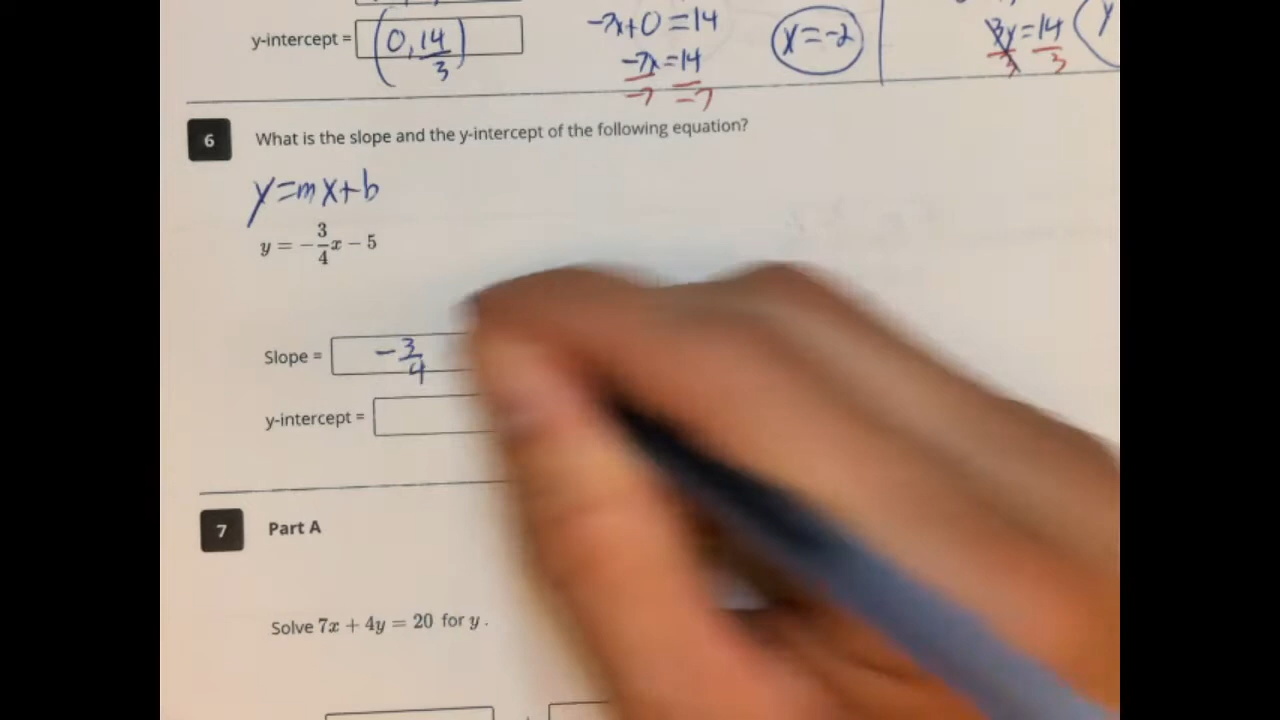 y-intercept = (0, 14/3)
-7x+0=14
-7x=14
-7 -7
x=-2
3y=14
3 3
y
6 What is the slope and the y-intercept of the following equation?
y=mx+b
y = -3/4x - 5
Slope = -3/4
y-intercept =
7 Part A
Solve 7x + 4y = 20 for y.